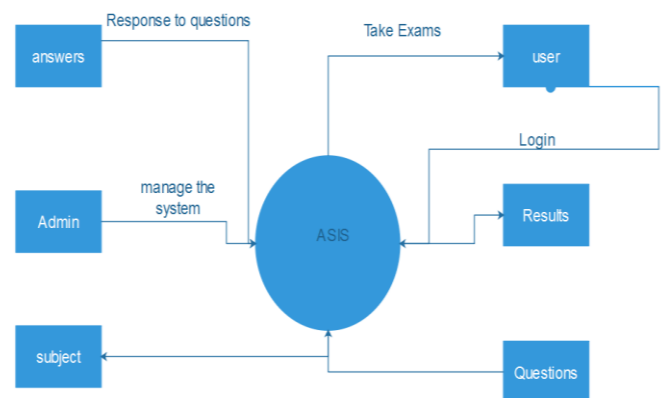 Response to questions
Take Exams
answers
user
Login
manage the
system
Admin
Results
ASIS
subject
Questions